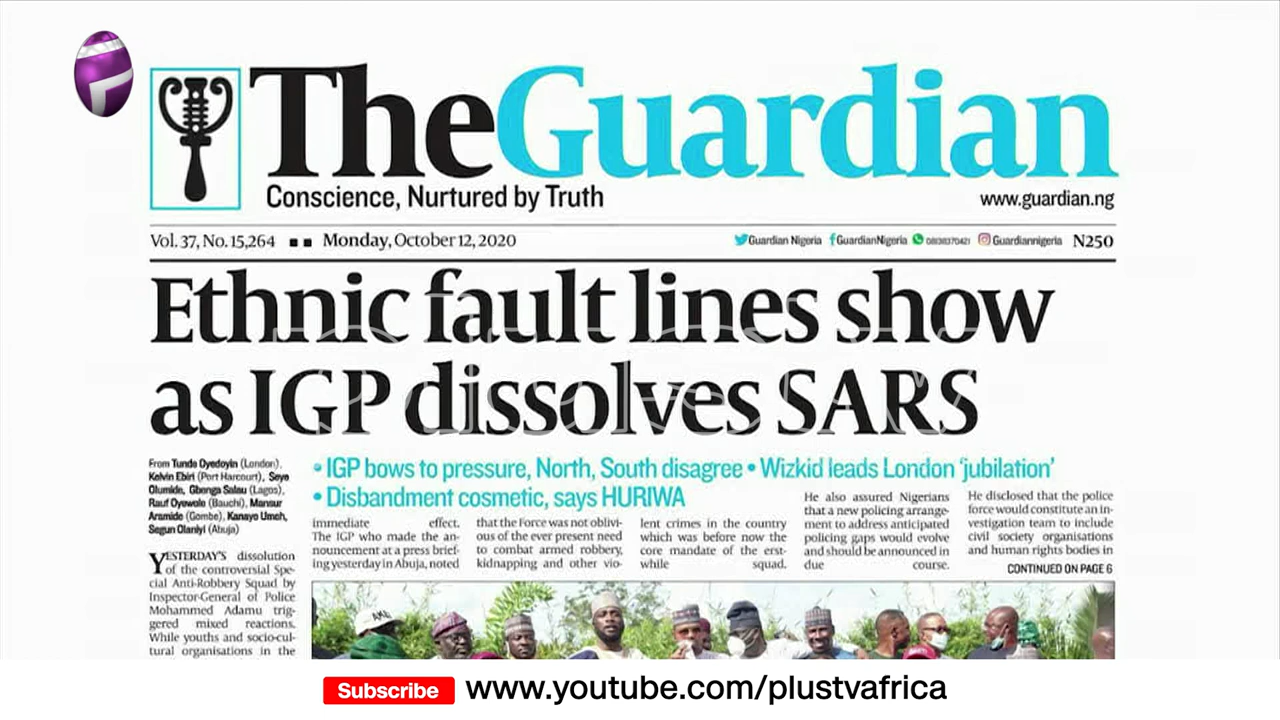 TheGuardian
Conscience, Nurtured by Truth
www.guardian.ng
Vol. 37, No. 15,264 ■ ■ Monday, October 12, 2020
Guardian Nigeria GuardianNigeria Guardiannigeria N250
Ethnic fault lines show
as IGP dissolves SARS
• IGP bows to pressure, North, South disagree • Wizkid leads London ‘jubilation’
• Disbandment cosmetic, says HURIWA
From Tunde Oyedoyin (London),
Kelvin Ebiri (Port Harcourt), Seye
Olumide, Gbenga Salau (Lagos),
Rauf Oyewole (Bauchi), Mansur
Aramide (Gombe), Kanayo Umeh,
Segun Olaniyi (Abuja)
YESTERDAY'S dissolution
of the controversial Spe-
cial Anti-Robbery Squad by
Inspector-General of Police
Mohammed Adamu trig-
gered mixed reactions.
While youths and socio-cul-
tural organisations in the
immediate effect.
The IGP who made the an-
nouncement at a press brief-
ing yesterday in Abuja, noted
that the Force was not oblivi-
ous of the ever present need
to combat armed robbery,
kidnapping and other vio-
lent crimes in the country
which was before now the
core mandate of the erst-
while squad.
He also assured Nigerians
that a new policing arrange-
ment to address anticipated
policing gaps would evolve
and should be announced in
due course.
He disclosed that the police
force would constitute an in-
vestigation team to include
civil society organisations
and human rights bodies in
CONTINUED ON PAGE 6
AKE
Subscribe www.youtube.com/plustvafrica